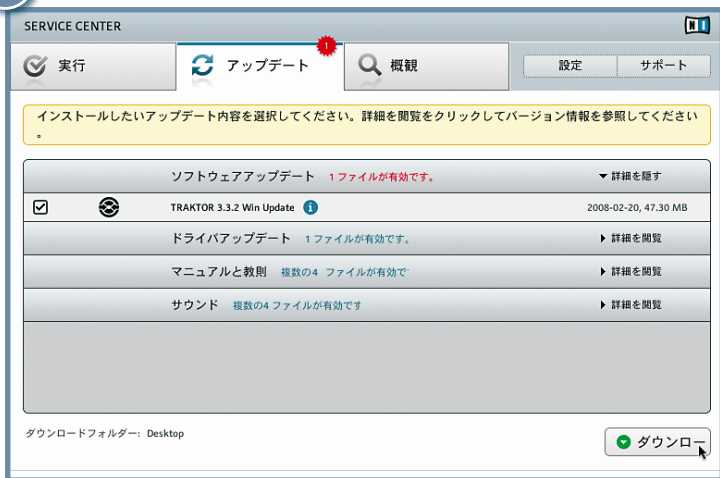 SERVICE CENTER
NI
実行
アップデート
1
概観
設定
サポート
インストールしたいアップデート内容を選択してください。詳細を閲覧をクリックしてバージョン情報を参照してください
。
ソフトウェアアップデート 1 ファイルが有効です。 ▼ 詳細を隠す
TRAKTOR 3.3.2 Win Update i 2008-02-20, 47.30 MB
ドライバアップデート 1 ファイルが有効です。 ▶ 詳細を閲覧
マニュアルと教則 複数の4 ファイルが有効で ▶ 詳細を閲覧
サウンド 複数の4 ファイルが有効です ▶ 詳細を閲覧
ダウンロードフォルダー: Desktop
ダウンロー